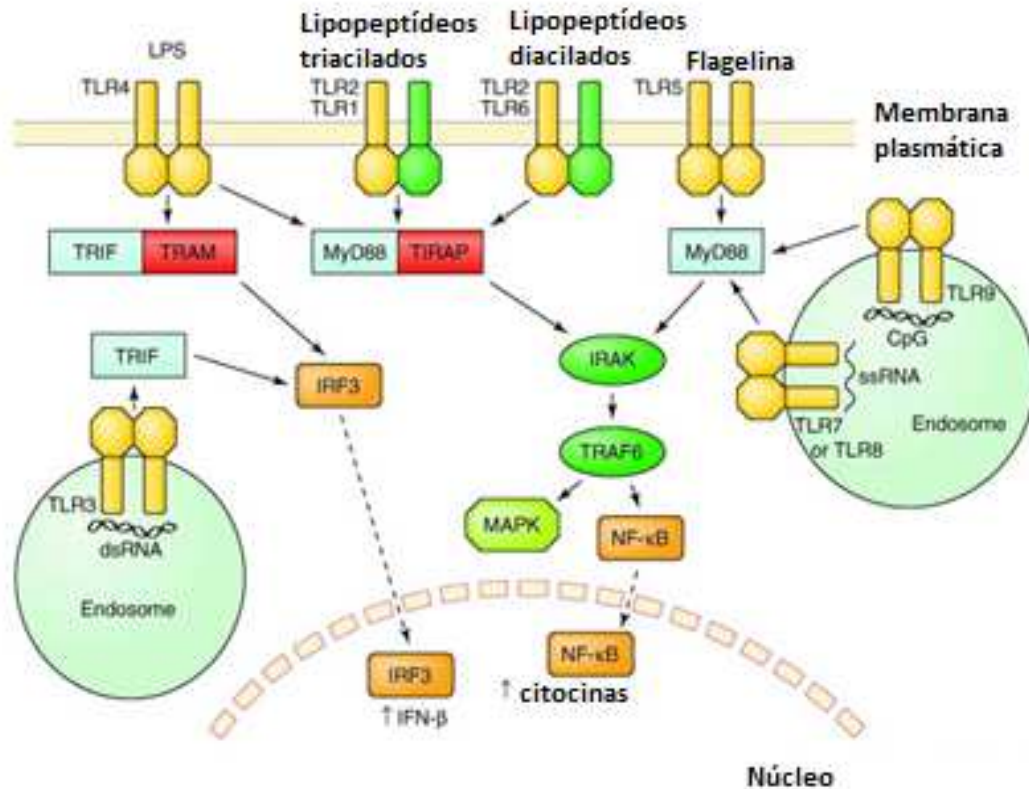 LPS
TLR4
Lipopeptídeos
triacilados
TLR2
TLR1
Lipopeptídeos
diacilados
TLR2
TLR6
Flagelina
TLR5
Membrana
plasmática
TRIF
TRAM
MyD88
TIRAP
MyD88
TLR9
CpG
ssRNA
TLR7
or TLR8
Endosome
TRIF
IRF3
IRAK
TRAF6
MAPK
NF-κB
TLR3
dsRNA
Endosome
IRF3
↑ IFN-β
NF-κB
↑ citocinas
Núcleo